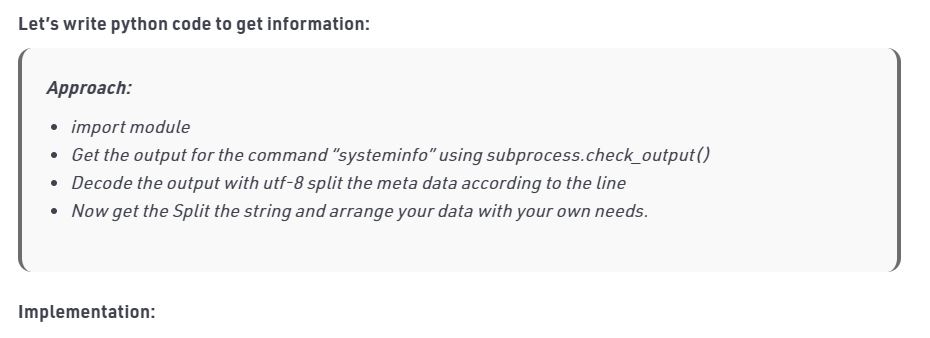 Let's write python code to get information:
Approach:
• import module
• Get the output for the command "systeminfo" using subprocess.check_output()
• Decode the output with utf-8 split the meta data according to the line
• Now get the Split the string and arrange your data with your own needs.
Implementation: